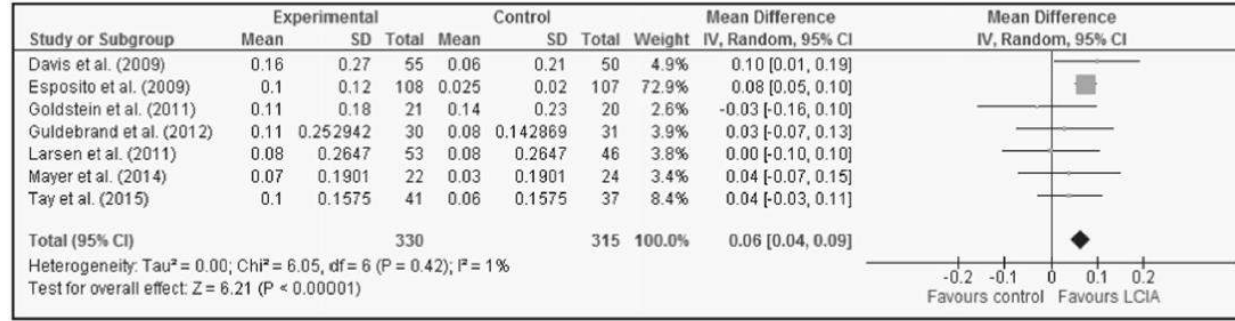 Experimental Control Mean Difference Mean Difference
Study or Subgroup Mean SD Total Mean SD Total Weight IV, Random, 95% CI IV, Random, 95% CI
Davis et al. (2009) 0.16 0.27 55 0.06 0.21 50 4.9% 0.10 [0.01, 0.19]
Esposito et al. (2009) 0.1 0.12 108 0.025 0.02 107 72.9% 0.08 [0.05, 0.10]
Goldstein et al. (2011) 0.11 0.18 21 0.14 0.23 20 2.6% -0.03 [-0.16, 0.10]
Guldebrand et al. (2012) 0.11 0.252942 30 0.08 0.142869 31 3.9% 0.03 [-0.07, 0.13]
Larsen et al. (2011) 0.08 0.2647 53 0.08 0.2647 46 3.8% 0.00 [-0.10, 0.10]
Mayer et al. (2014) 0.07 0.1901 22 0.03 0.1901 24 3.4% 0.04 [-0.07, 0.15]
Tay et al. (2015) 0.1 0.1575 41 0.06 0.1575 37 8.4% 0.04 [-0.03, 0.11]
Total (95% CI) 330 315 100.0% 0.06 [0.04, 0.09]
Heterogeneity: Tau² = 0.00; Chi² = 6.05, df = 6 (P = 0.42); I² = 1%
Test for overall effect: Z = 6.21 (P < 0.00001)
-0.2 -0.1 0 0.1 0.2
Favours control Favours LCIA